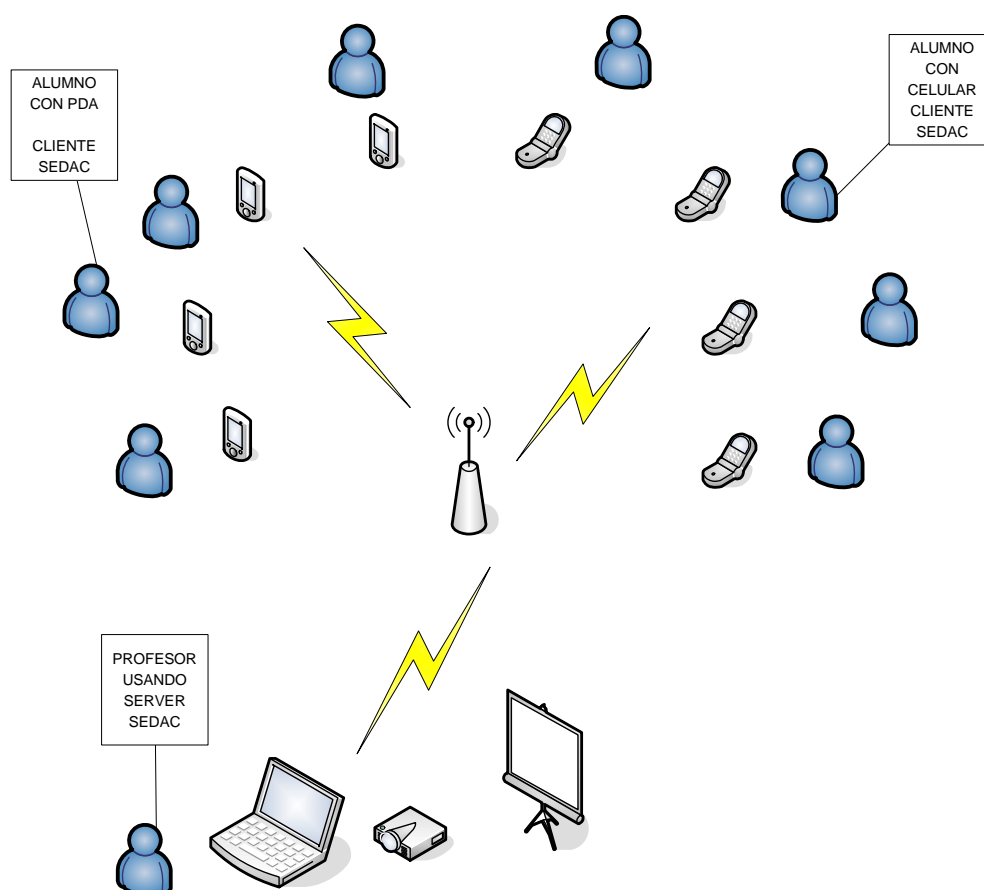 ALUMNO
CON PDA
CLIENTE
SEDAC
ALUMNO
CON
CELULAR
CLIENTE
SEDAC
PROFESOR
USANDO
SERVER
SEDAC